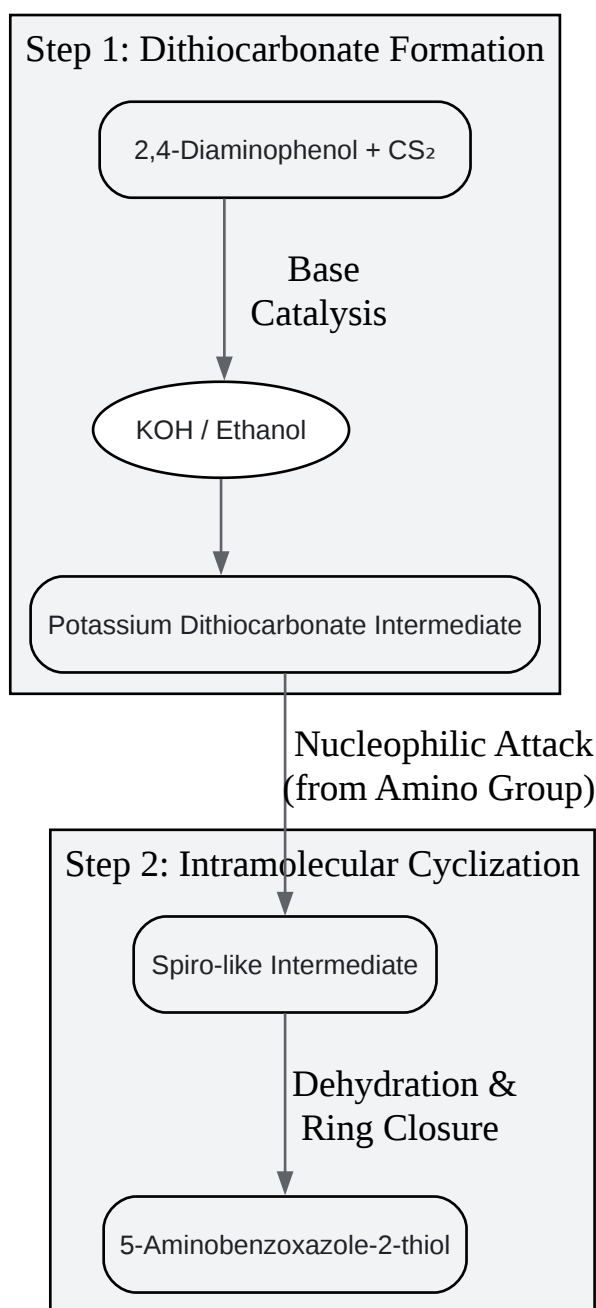 Step 1: Dithiocarbonate Formation
2,4-Diaminophenol + CS₂
Base
Catalysis
KOH / Ethanol
Potassium Dithiocarbonate Intermediate
Nucleophilic Attack
(from Amino Group)
Step 2: Intramolecular Cyclization
Spiro-like Intermediate
Dehydration &
Ring Closure
5-Aminobenzoxazole-2-thiol